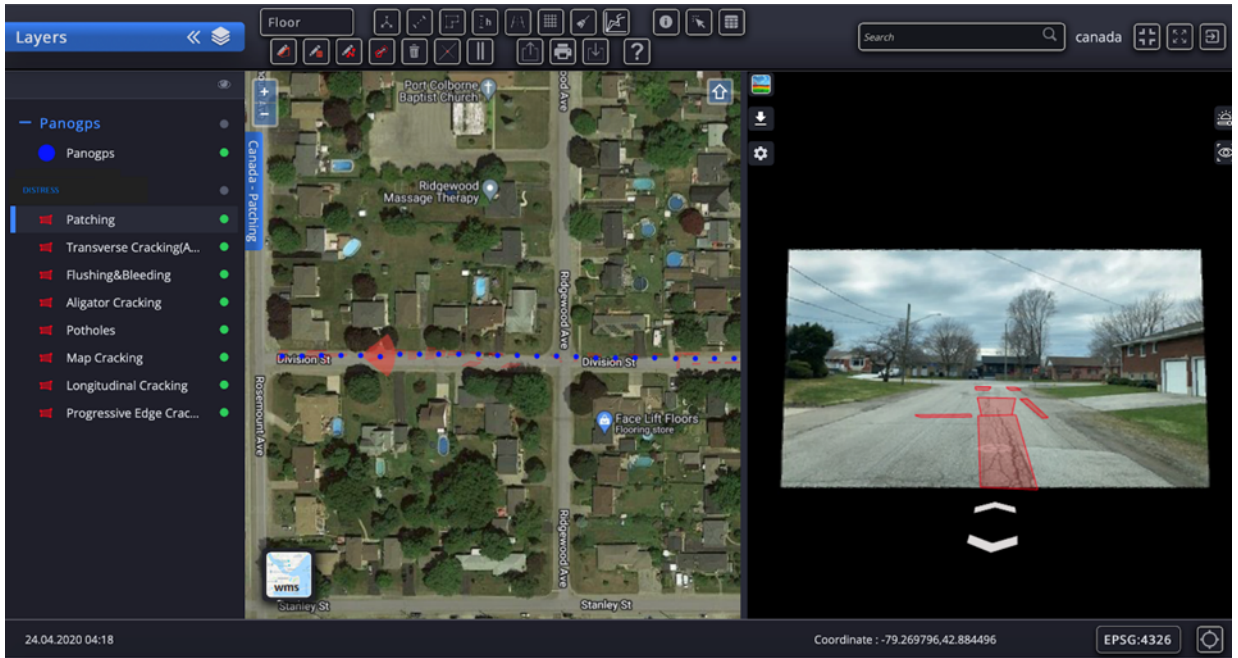 Layers
Floor
h
Search
canada
Panogps
Panogps
DISTRESS
Patching
Transverse Cracking(A...
Flushing&Bleeding
Aligator Cracking
Potholes
Map Cracking
Longitudinal Cracking
Progressive Edge Crac...
Canada - Patching
Port Colborne
Baptist Church
ood Ave
Ridgewood
Massage Therapy
Ridgewood Ave
Division St
Division St
Rosemount Ave
Face Lift Floors
Flooring store
Ridgewood Ave
wms
Stanley St
Stanley St
24.04.2020 04:18
Coordinate : -79.269796,42.884496
EPSG:4326